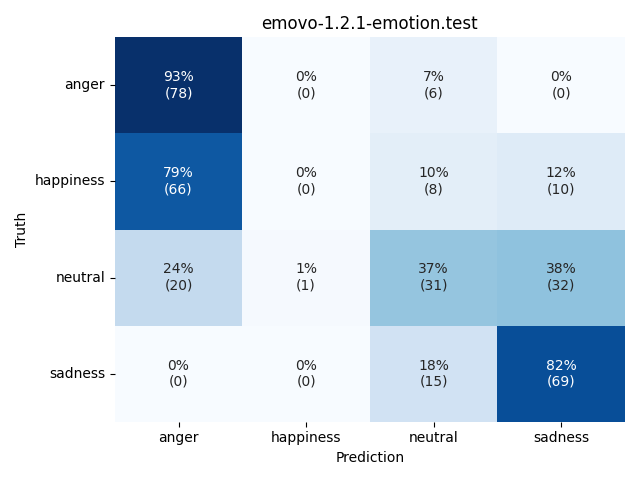 emovo-1.2.1-emotion.test
Truth
anger
93% 0% 7% 0%
(78) (0) (6) (0)
happiness
79% 0% 10% 12%
(66) (0) (8) (10)
neutral
24% 1% 37% 38%
(20) (1) (31) (32)
sadness
0% 0% 18% 82%
(0) (0) (15) (69)
anger happiness neutral sadness
Prediction